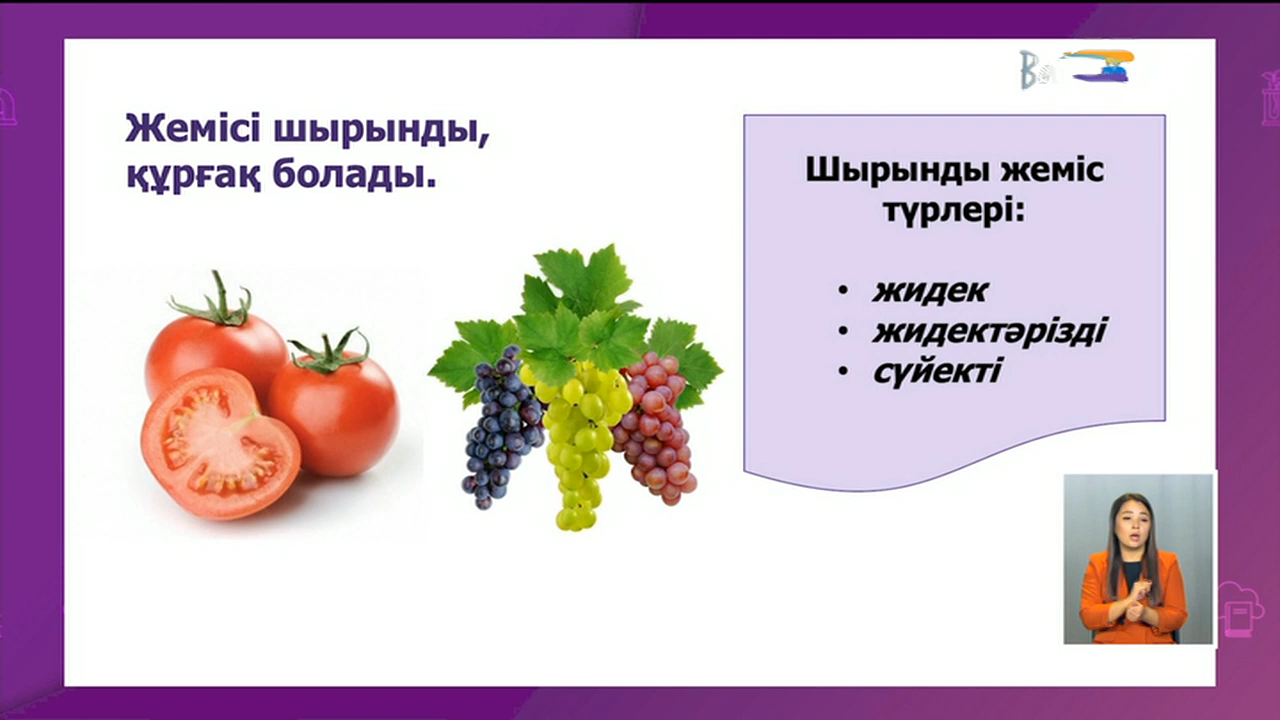 Жемісі шырынды,
құрғақ болады.
Шырынды жеміс
түрлері:
• жидек
• жидектәрізді
• сүйекті